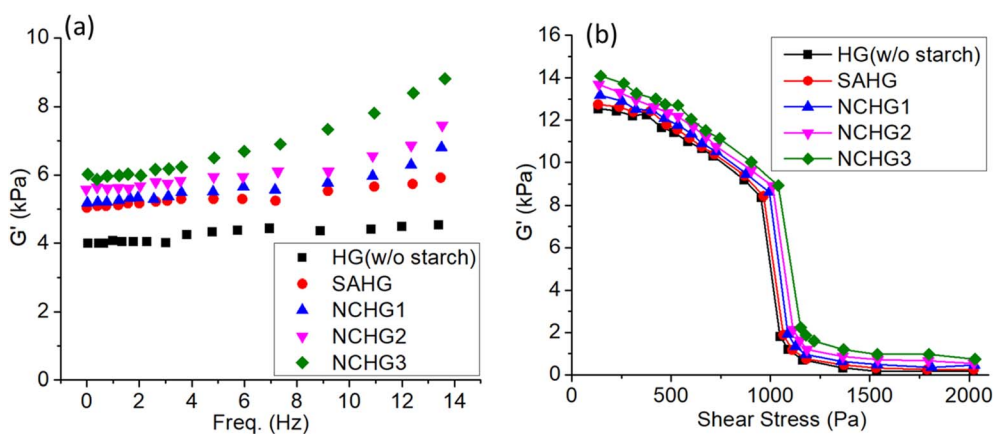 (a)
10
8
6
4
2
0
G' (kPa)
0
2
4
6
8
10
12
14
Freq. (Hz)
HG(w/o starch)
SAHG
NCHG1
NCHG2
NCHG3
(b)
16
14
12
10
8
6
4
2
0
G' (kPa)
0
500
1000
1500
2000
Shear Stress (Pa)
HG(w/o starch)
SAHG
NCHG1
NCHG2
NCHG3